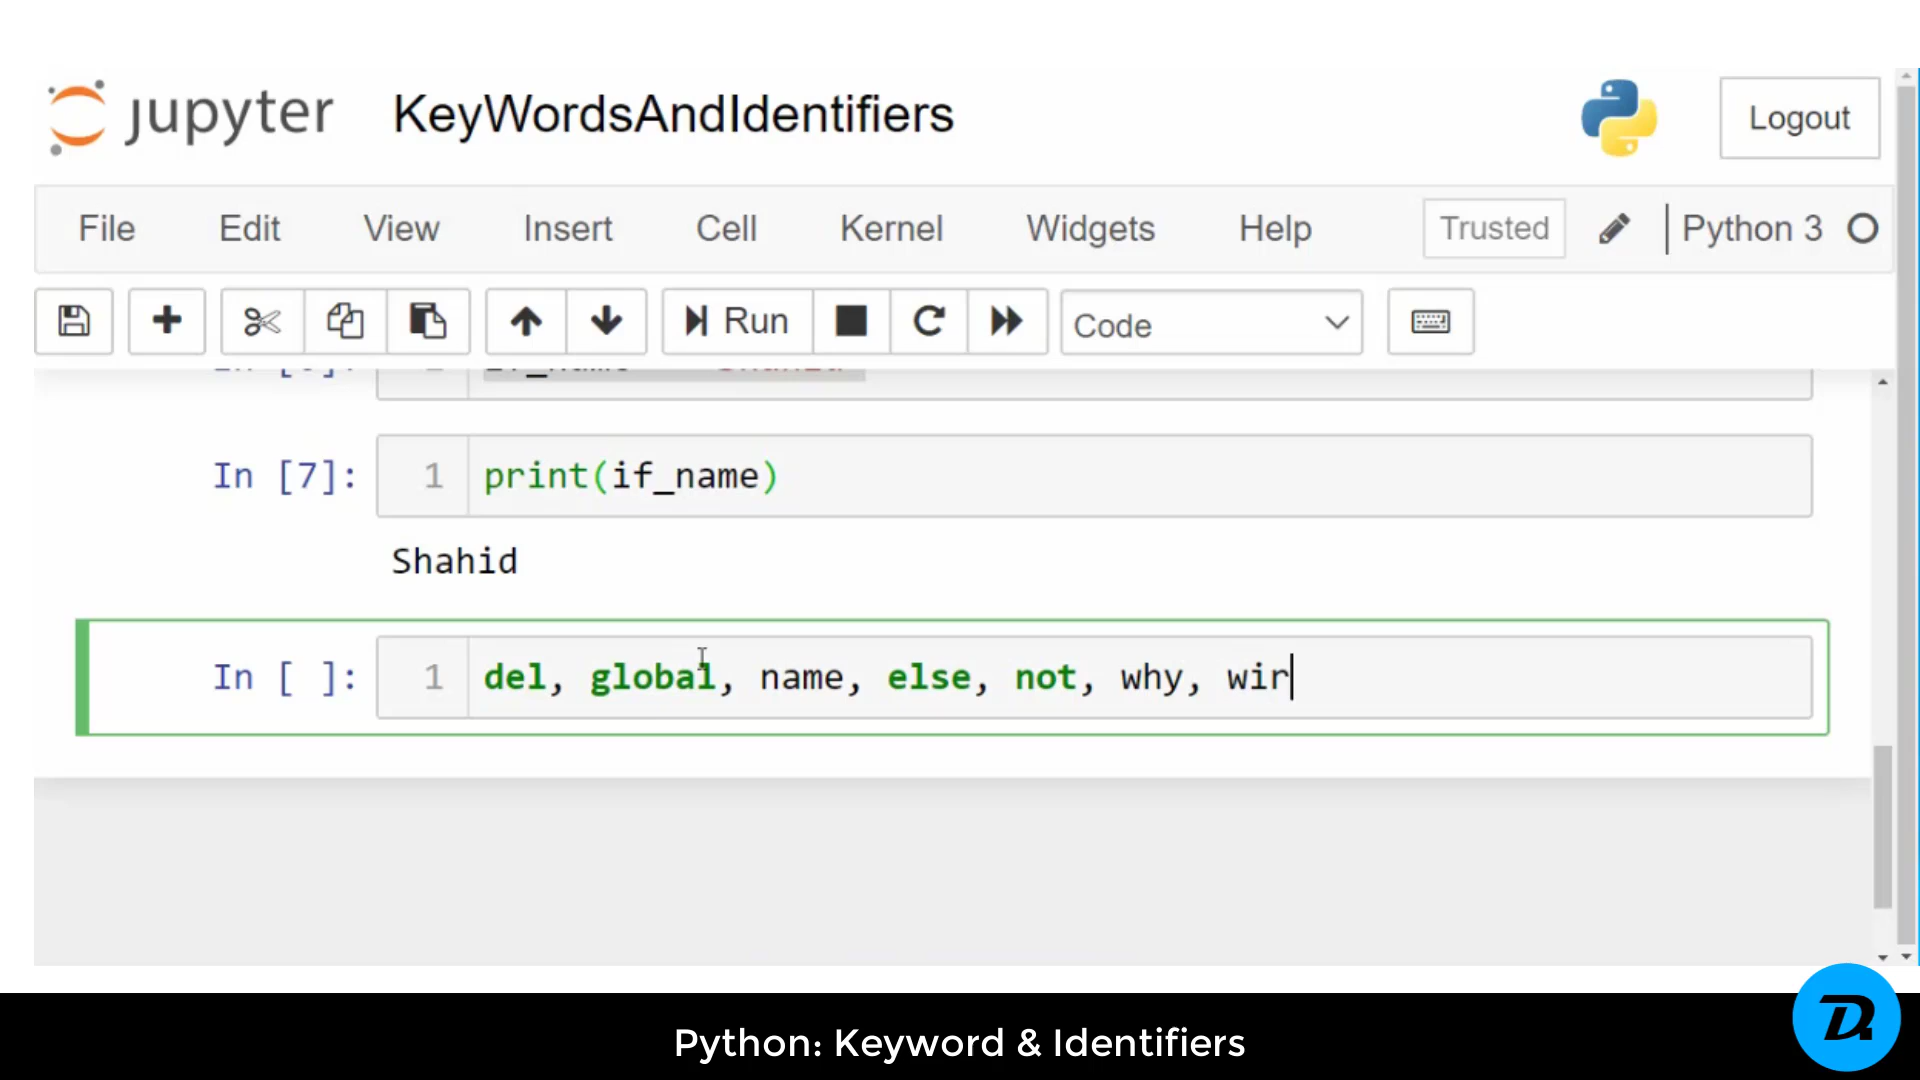 jupyter KeyWordsAndIdentifiers Logout
File Edit View Insert Cell Kernel Widgets Help Trusted Python 3
Run Code
In [7]: 1 print(if_name)
Shahid
In [ ]: 1 del, global, name, else, not, why, wir
Python: Keyword & Identifiers